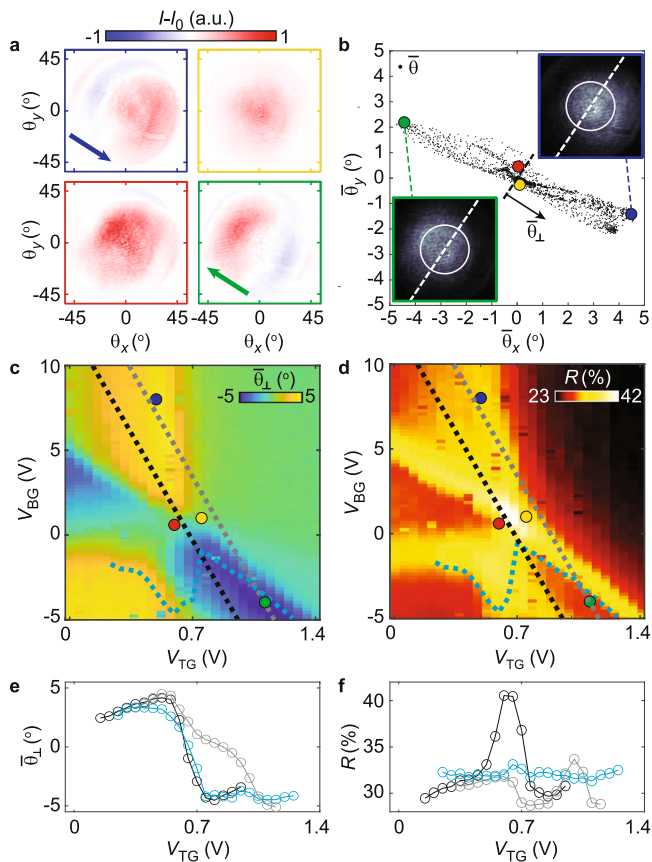 I-I0 (a.u.)
-1 1
a
45
0
-45
θy(°)
45
0
-45
θy(°)
-45 0 45
θx(°)
-45 0 45
θx(°)
b
5
4
3
2
1
0
-1
-2
-3
-4
-5
θ̄y(°)
• θ̄
θ̄⊥
-5 -4 -3 -2 -1 0 1 2 3 4 5
θ̄x(°)
c
θ̄⊥(°)
-5 5
10
5
0
-5
VBG (V)
0 0.7 1.4
VTG (V)
d
R (%)
23 42
10
5
0
-5
VBG (V)
0 0.7 1.4
VTG (V)
e
5
0
-5
θ̄⊥(°)
0 0.7 1.4
VTG (V)
f
40
35
30
R (%)
0 0.7 1.4
VTG (V)